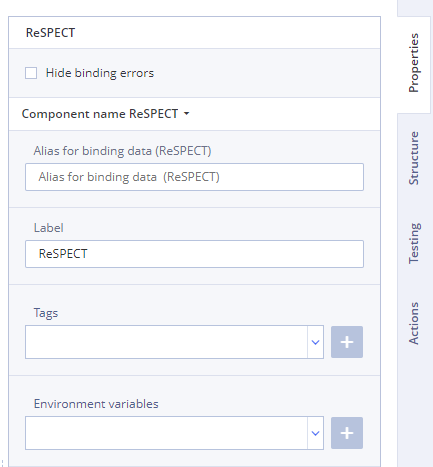 ReSPECT
Hide binding errors
Component name ReSPECT
Alias for binding data (ReSPECT)
Alias for binding data (ReSPECT)
Label
ReSPECT
Tags
Environment variables
Properties
Structure
Testing
Actions